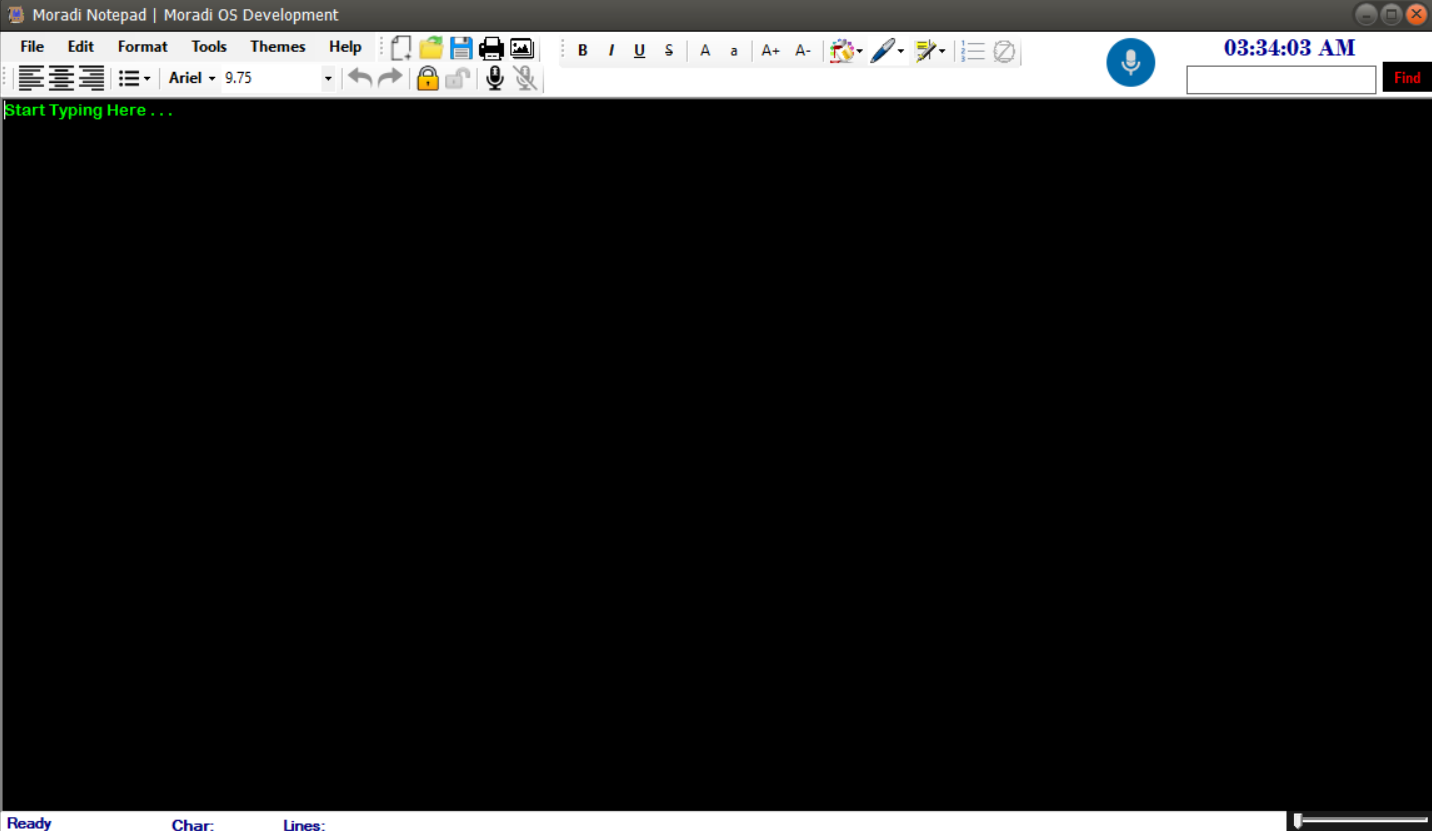 Moradi Notepad | Moradi OS Development
File Edit Format Tools Themes Help B I U S A a A+ A- 03:34:03 AM
Ariel 9.75 Find
Start Typing Here . . .
Ready Char: Lines: